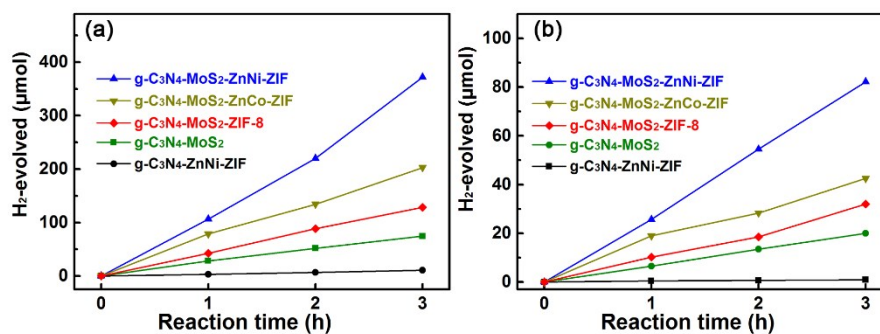 (a)
H₂-evolved (μmol)
400
300
200
100
0
g-C₃N₄-MoS₂-ZnNi-ZIF
g-C₃N₄-MoS₂-ZnCo-ZIF
g-C₃N₄-MoS₂-ZIF-8
g-C₃N₄-MoS₂
g-C₃N₄-ZnNi-ZIF
0 1 2 3
Reaction time (h)
(b)
H₂-evolved (μmol)
100
80
60
40
20
0
g-C₃N₄-MoS₂-ZnNi-ZIF
g-C₃N₄-MoS₂-ZnCo-ZIF
g-C₃N₄-MoS₂-ZIF-8
g-C₃N₄-MoS₂
g-C₃N₄-ZnNi-ZIF
0 1 2 3
Reaction time (h)